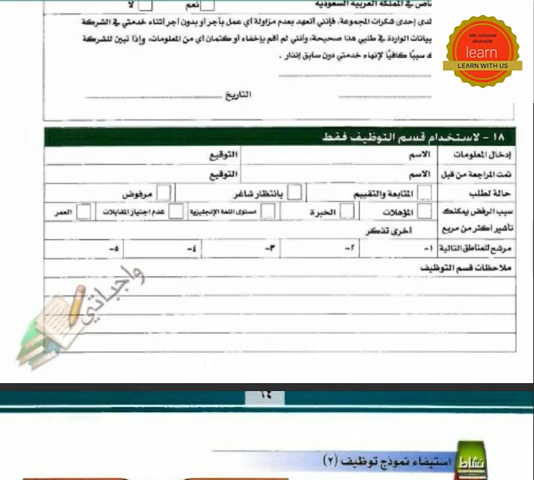 خاص في المملكة العربية السعودية نعم لا
لدى إحدى شكرات المجموعة. فإنني أتعهد بعدم مزاولة أي عمل بأجر أو بدون أجر أثناء خدمتي في الشركة
بيانات الواردة في طلبي هذا صحيحة، وأنني لم أقم بإخفاء أو كتمان أي من المعلومات، وإذا تبين للشركة
ك سبباً كافياً لإنهاء خدمتي دون سابق إنذار.
التاريخ
MR. HASSAN IBRAHIM
learn
LEARN WITH US
١٨ - لاستخدام قسم التوظيف فقط
إدخال المعلومات الاسم التوقيع
تمت المراجعة من قبل الاسم التوقيع
حالة لطلب المتابعة والتقييم بانتظار شاغر مرفوض
سبب الرفض يمكنك المؤهلات الخبرة مستوى اللغة الإنجليزية عدم اجتياز المقابلات العمر
تأشير أكثر من مربع أخرى تذكر
مرشح للمناطق التالية ١- ٢- ٣- ٤- ٥-
ملاحظات قسم التوظيف
واجباتي
١٤
نشاط استيفاء نموذج توظيف (٢)